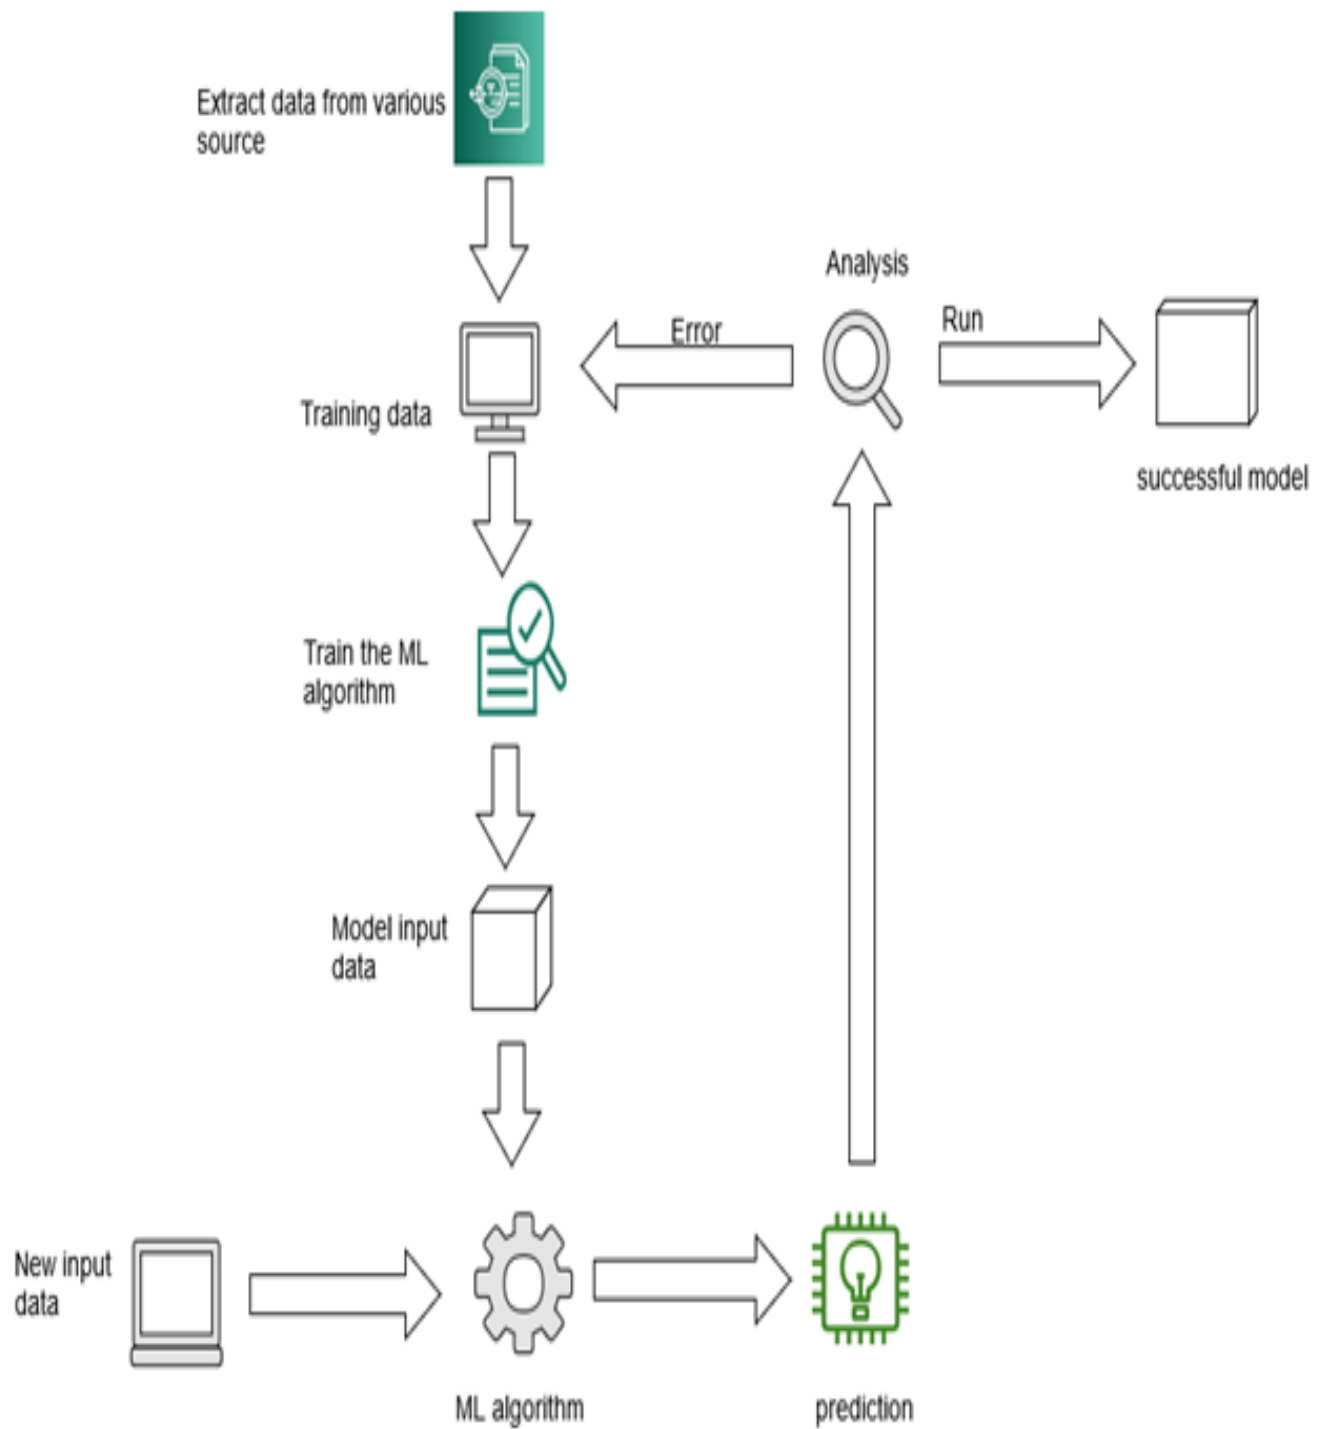 Extract data from various
source
Analysis
Error
Run
Training data
successful model
Train the ML
algorithm
Model input
data
New input
data
ML algorithm
prediction